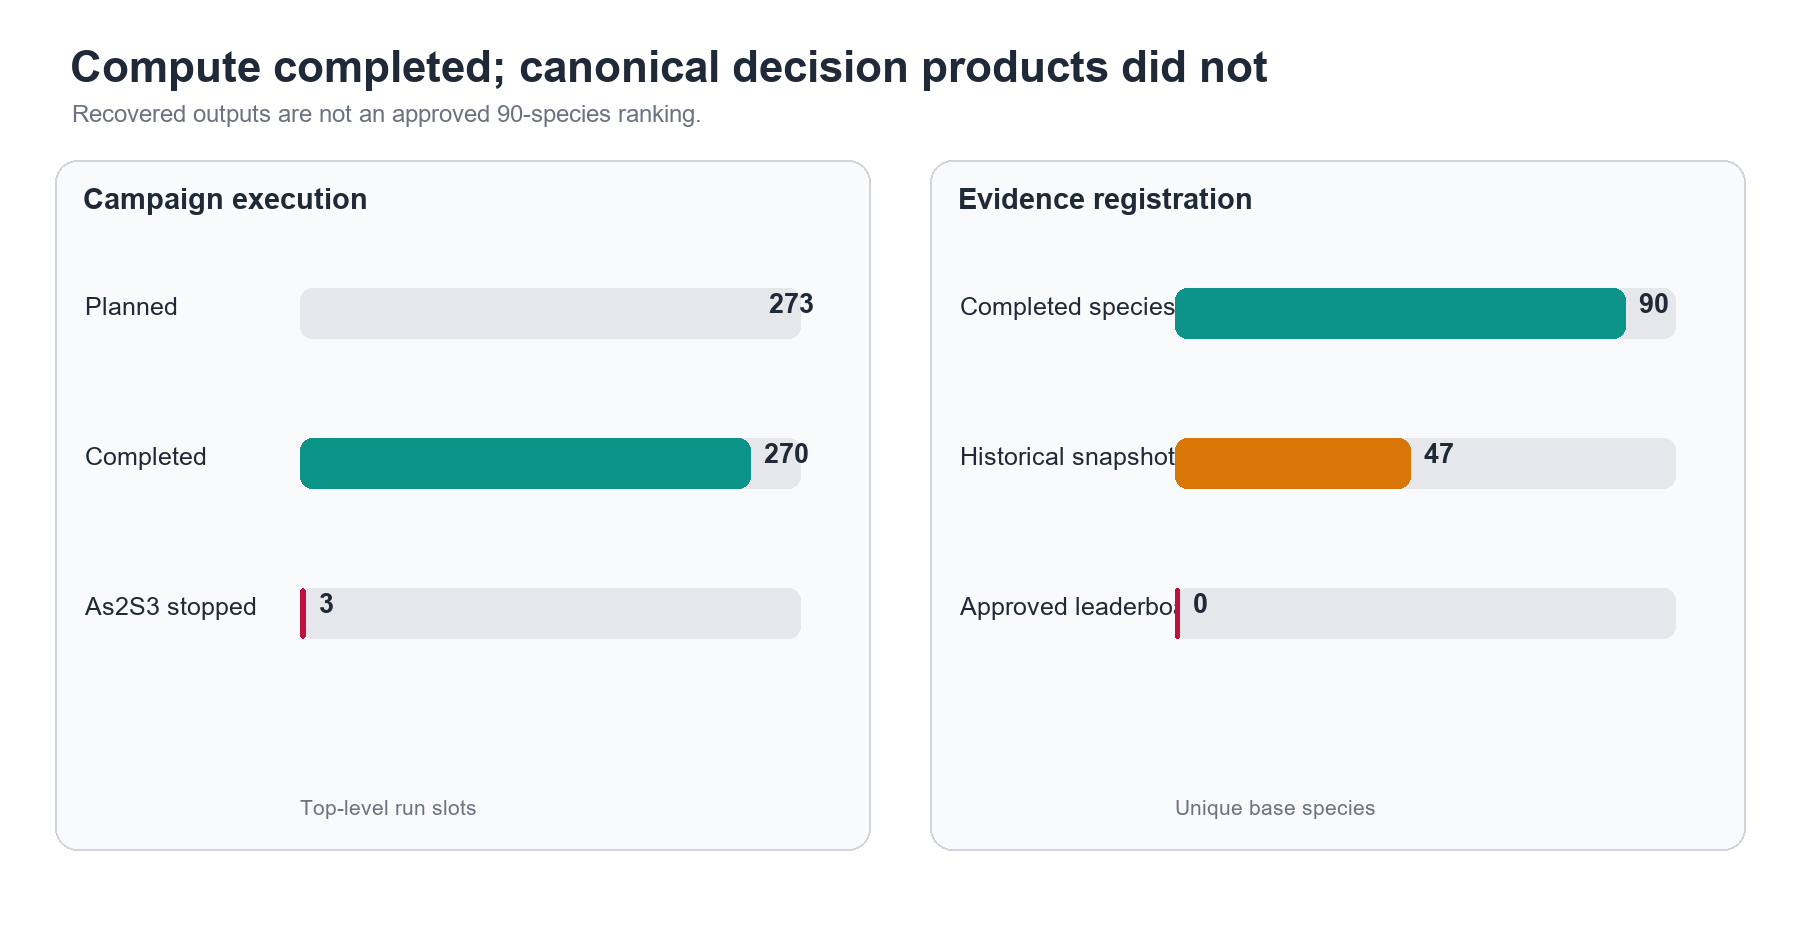 Compute completed; canonical decision products did not
Recovered outputs are not an approved 90-species ranking.
Campaign execution
Planned
273
Completed
270
As2S3 stopped
3
Top-level run slots
Evidence registration
Completed species
90
Historical snapshot
47
Approved
0
Unique base species